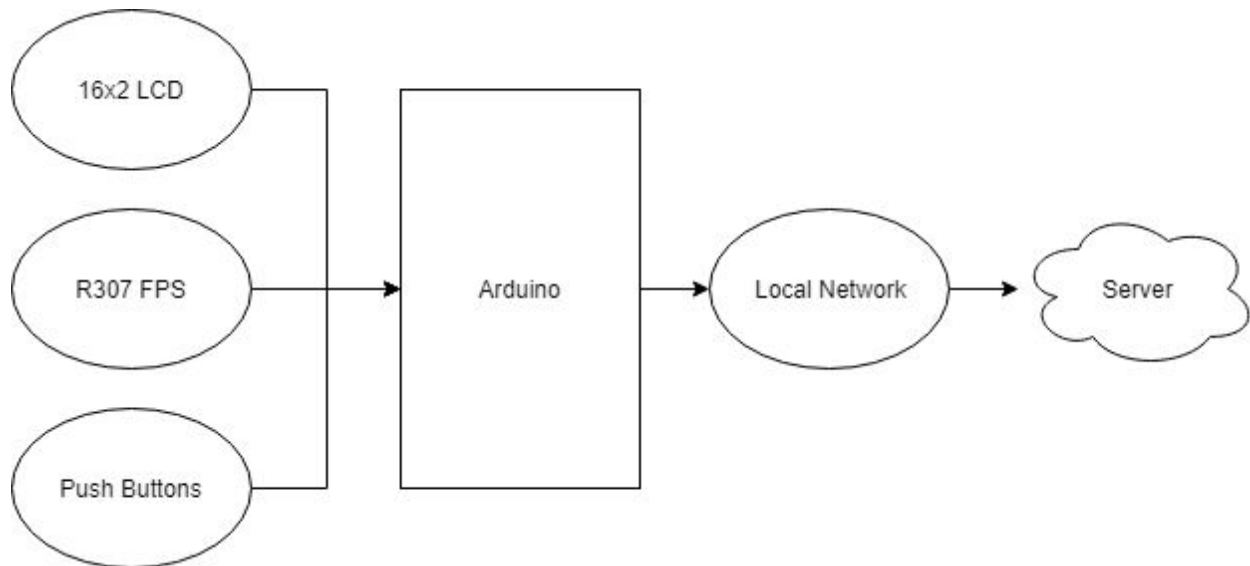 16x2 LCD
R307 FPS
Push Buttons
Arduino
Local Network
Server